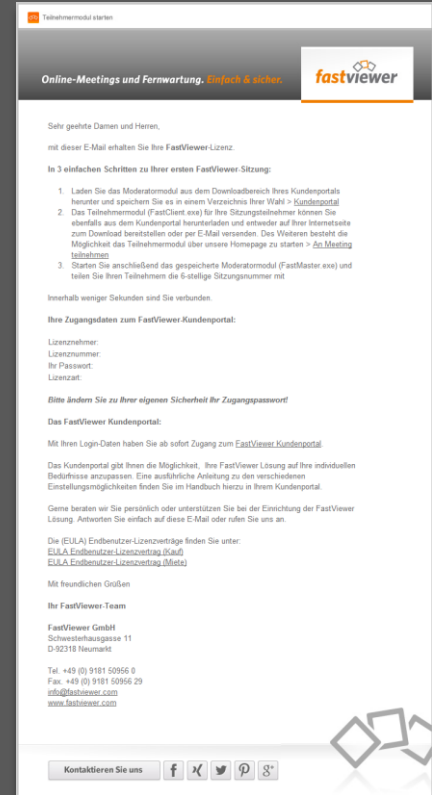 Teilnehmermodul starten
Online-Meetings und Fernwartung. Einfach & sicher.
fastviewer
Sehr geehrte Damen und Herren,
mit dieser E-Mail erhalten Sie Ihre FastViewer-Lizenz.
In 3 einfachen Schritten zu Ihrer ersten FastViewer-Sitzung:
1. Laden Sie das Moderatormodul aus dem Downloadbereich Ihres Kundenportals
herunter und speichern Sie es in einem Verzeichnis Ihrer Wahl > Kundenportal
2. Das Teilnehmermodul (FastClient.exe) für Ihre Sitzungsteilnehmer können Sie
ebenfalls aus dem Kundenportal herunterladen und entweder auf Ihrer Internetseite
zum Download bereitstellen oder per E-Mail versenden. Des Weiteren besteht die
Möglichkeit das Teilnehmermodul über unsere Homepage zu starten > An Meeting
teilnehmen
3. Starten Sie anschließend das gespeicherte Moderatormodul (FastMaster.exe) und
teilen Sie Ihren Teilnehmern die 6-stellige Sitzungsnummer mit
Innerhalb weniger Sekunden sind Sie verbunden.
Ihre Zugangsdaten zum FastViewer-Kundenportal:
Lizenznehmer:
Lizenznummer:
Ihr Passwort:
Lizenzart:
Bitte ändern Sie zu Ihrer eigenen Sicherheit Ihr Zugangspasswort!
Das FastViewer Kundenportal:
Mit Ihren Login-Daten haben Sie ab sofort Zugang zum FastViewer Kundenportal.
Das Kundenportal gibt Ihnen die Möglichkeit, Ihre FastViewer Lösung auf Ihre individuellen
Bedürfnisse anzupassen. Eine ausführliche Anleitung zu den verschiedenen
Einstellungsmöglichkeiten finden Sie im Handbuch hierzu in Ihrem Kundenportal.
Gerne beraten wir Sie persönlich oder unterstützen Sie bei der Einrichtung der FastViewer
Lösung. Antworten Sie einfach auf diese E-Mail oder rufen Sie uns an.
Die (EULA) Endbenutzer-Lizenzverträge finden Sie unter:
EULA Endbenutzer-Lizenzvertrag (Kauf)
EULA Endbenutzer-Lizenzvertrag (Miete)
Mit freundlichen Grüßen
Ihr FastViewer-Team
FastViewer GmbH
Schwesterhausgasse 11
D-92318 Neumarkt
Tel. +49 (0) 9181 50956 0
Fax. +49 (0) 9181 50956 29
info@fastviewer.com
www.fastviewer.com
Kontaktieren Sie uns